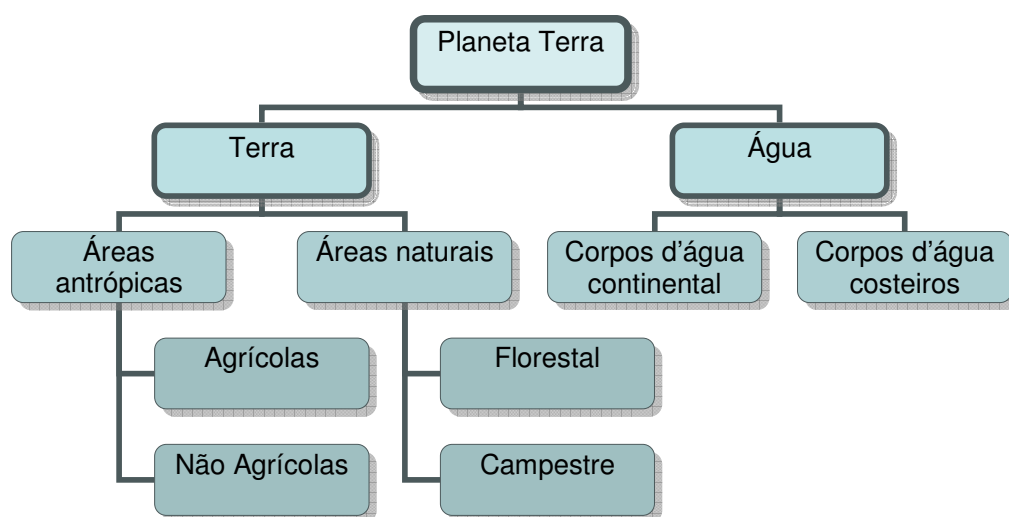 Planeta Terra
Terra
Água
Áreas
antrópicas
Áreas naturais
Corpos d'água
continental
Corpos d'água
costeiros
Agrícolas
Florestal
Não Agrícolas
Campestre